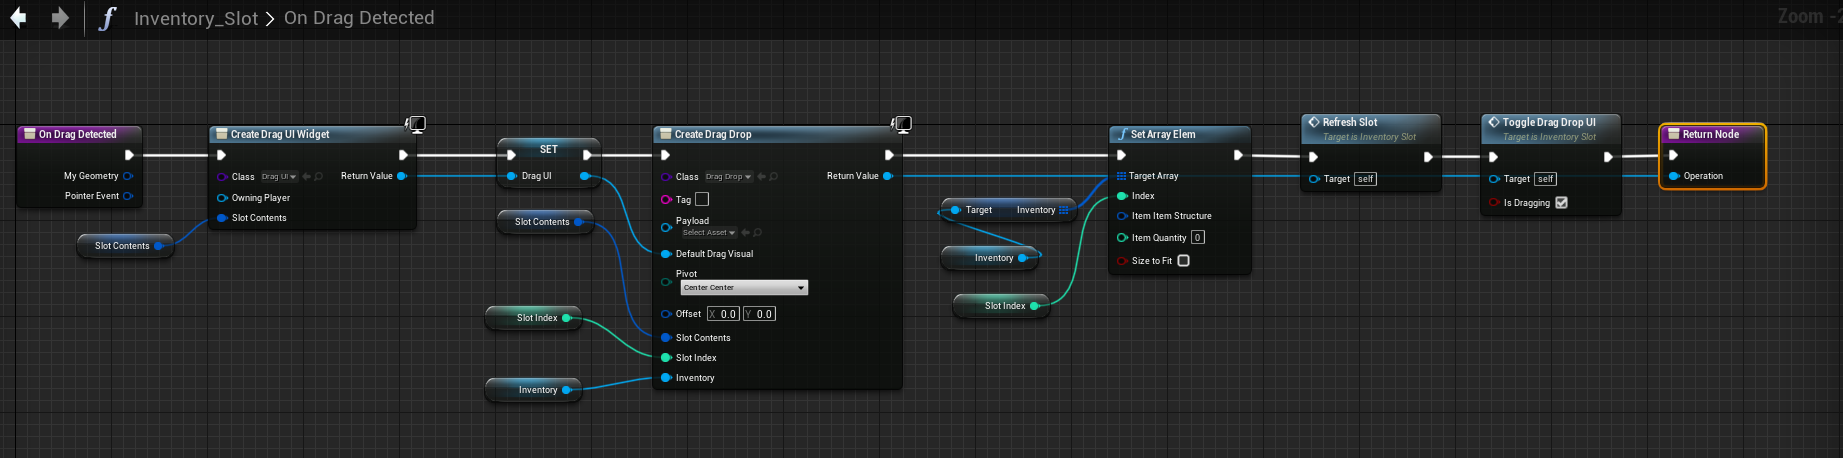 f Inventory_Slot > On Drag Detected
Zoom -2
On Drag Detected
My Geometry
Pointer Event
Slot Contents
Create Drag UI Widget
Class Drag UI
Return Value
Owning Player
Slot Contents
SET
Drag UI
Slot Contents
Slot Index
Inventory
Create Drag Drop
Class Drag Drop
Return Value
Tag
Payload
Select Asset
Default Drag Visual
Pivot
Center Center
Offset X 0.0 Y 0.0
Slot Contents
Slot Index
Inventory
Target Inventory
Inventory
Slot Index
f Set Array Elem
Target Array
Index
Item Item Structure
Item Quantity 0
Size to Fit
Refresh Slot
Target is Inventory Slot
Target self
Toggle Drag Drop UI
Target is Inventory Slot
Target self
Is Dragging
Return Node
Operation